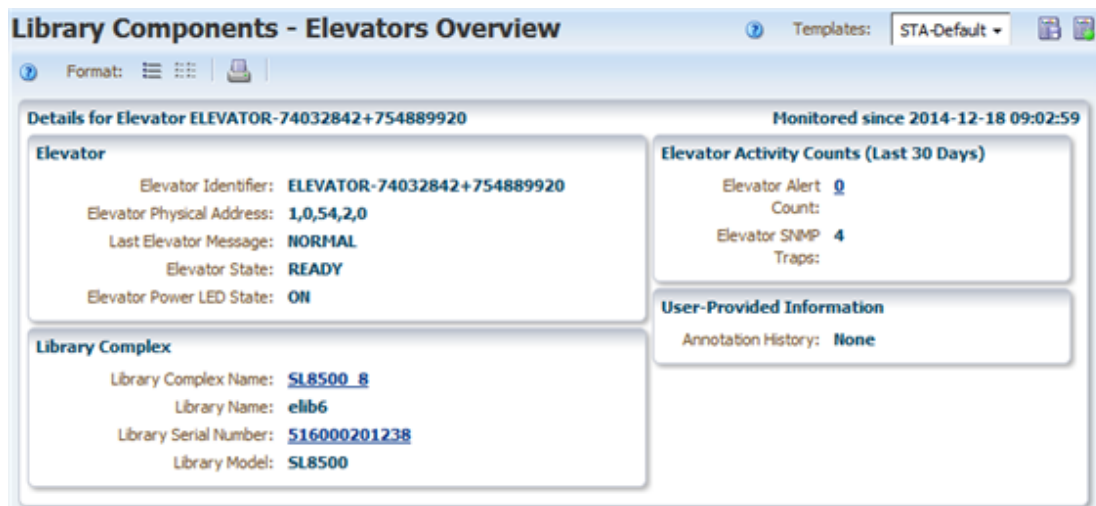 Library Components - Elevators Overview
Templates: STA-Default
Format:
Details for Elevator ELEVATOR-74032842+754889920
Monitored since 2014-12-18 09:02:59
Elevator
Elevator Identifier: ELEVATOR-74032842+754889920
Elevator Physical Address: 1,0,54,2,0
Last Elevator Message: NORMAL
Elevator State: READY
Elevator Power LED State: ON
Library Complex
Library Complex Name: SL8500_8
Library Name: elib6
Library Serial Number: 516000201238
Library Model: SL8500
Elevator Activity Counts (Last 30 Days)
Elevator Alert 0
Count:
Elevator SNMP 4
Traps:
User-Provided Information
Annotation History: None